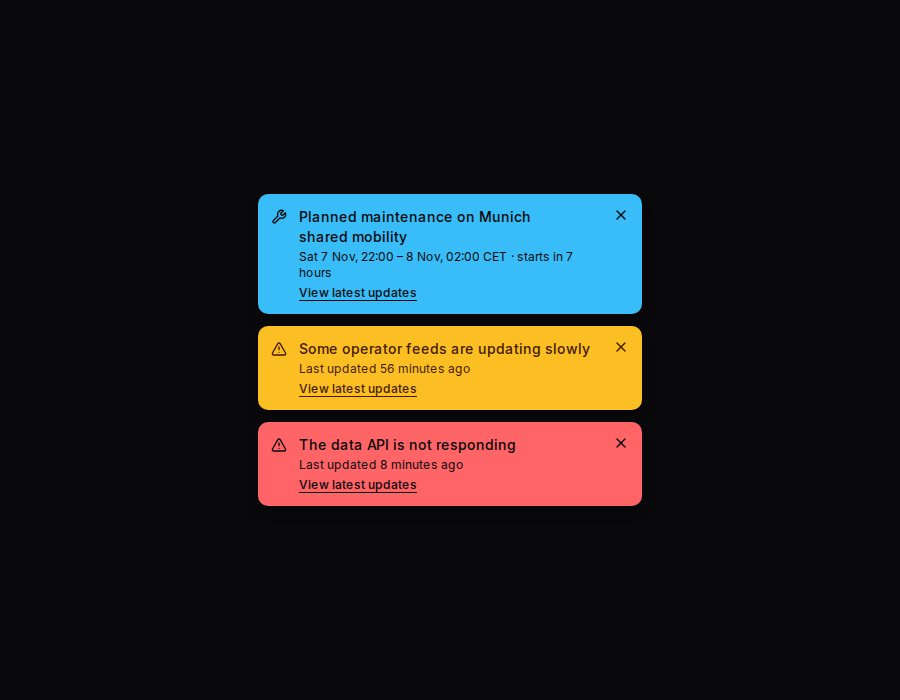 Planned maintenance on Munich
shared mobility
Sat 7 Nov, 22:00 – 8 Nov, 02:00 CET · starts in 7
hours
View latest updates
Some operator feeds are updating slowly
Last updated 56 minutes ago
View latest updates
The data API is not responding
Last updated 8 minutes ago
View latest updates